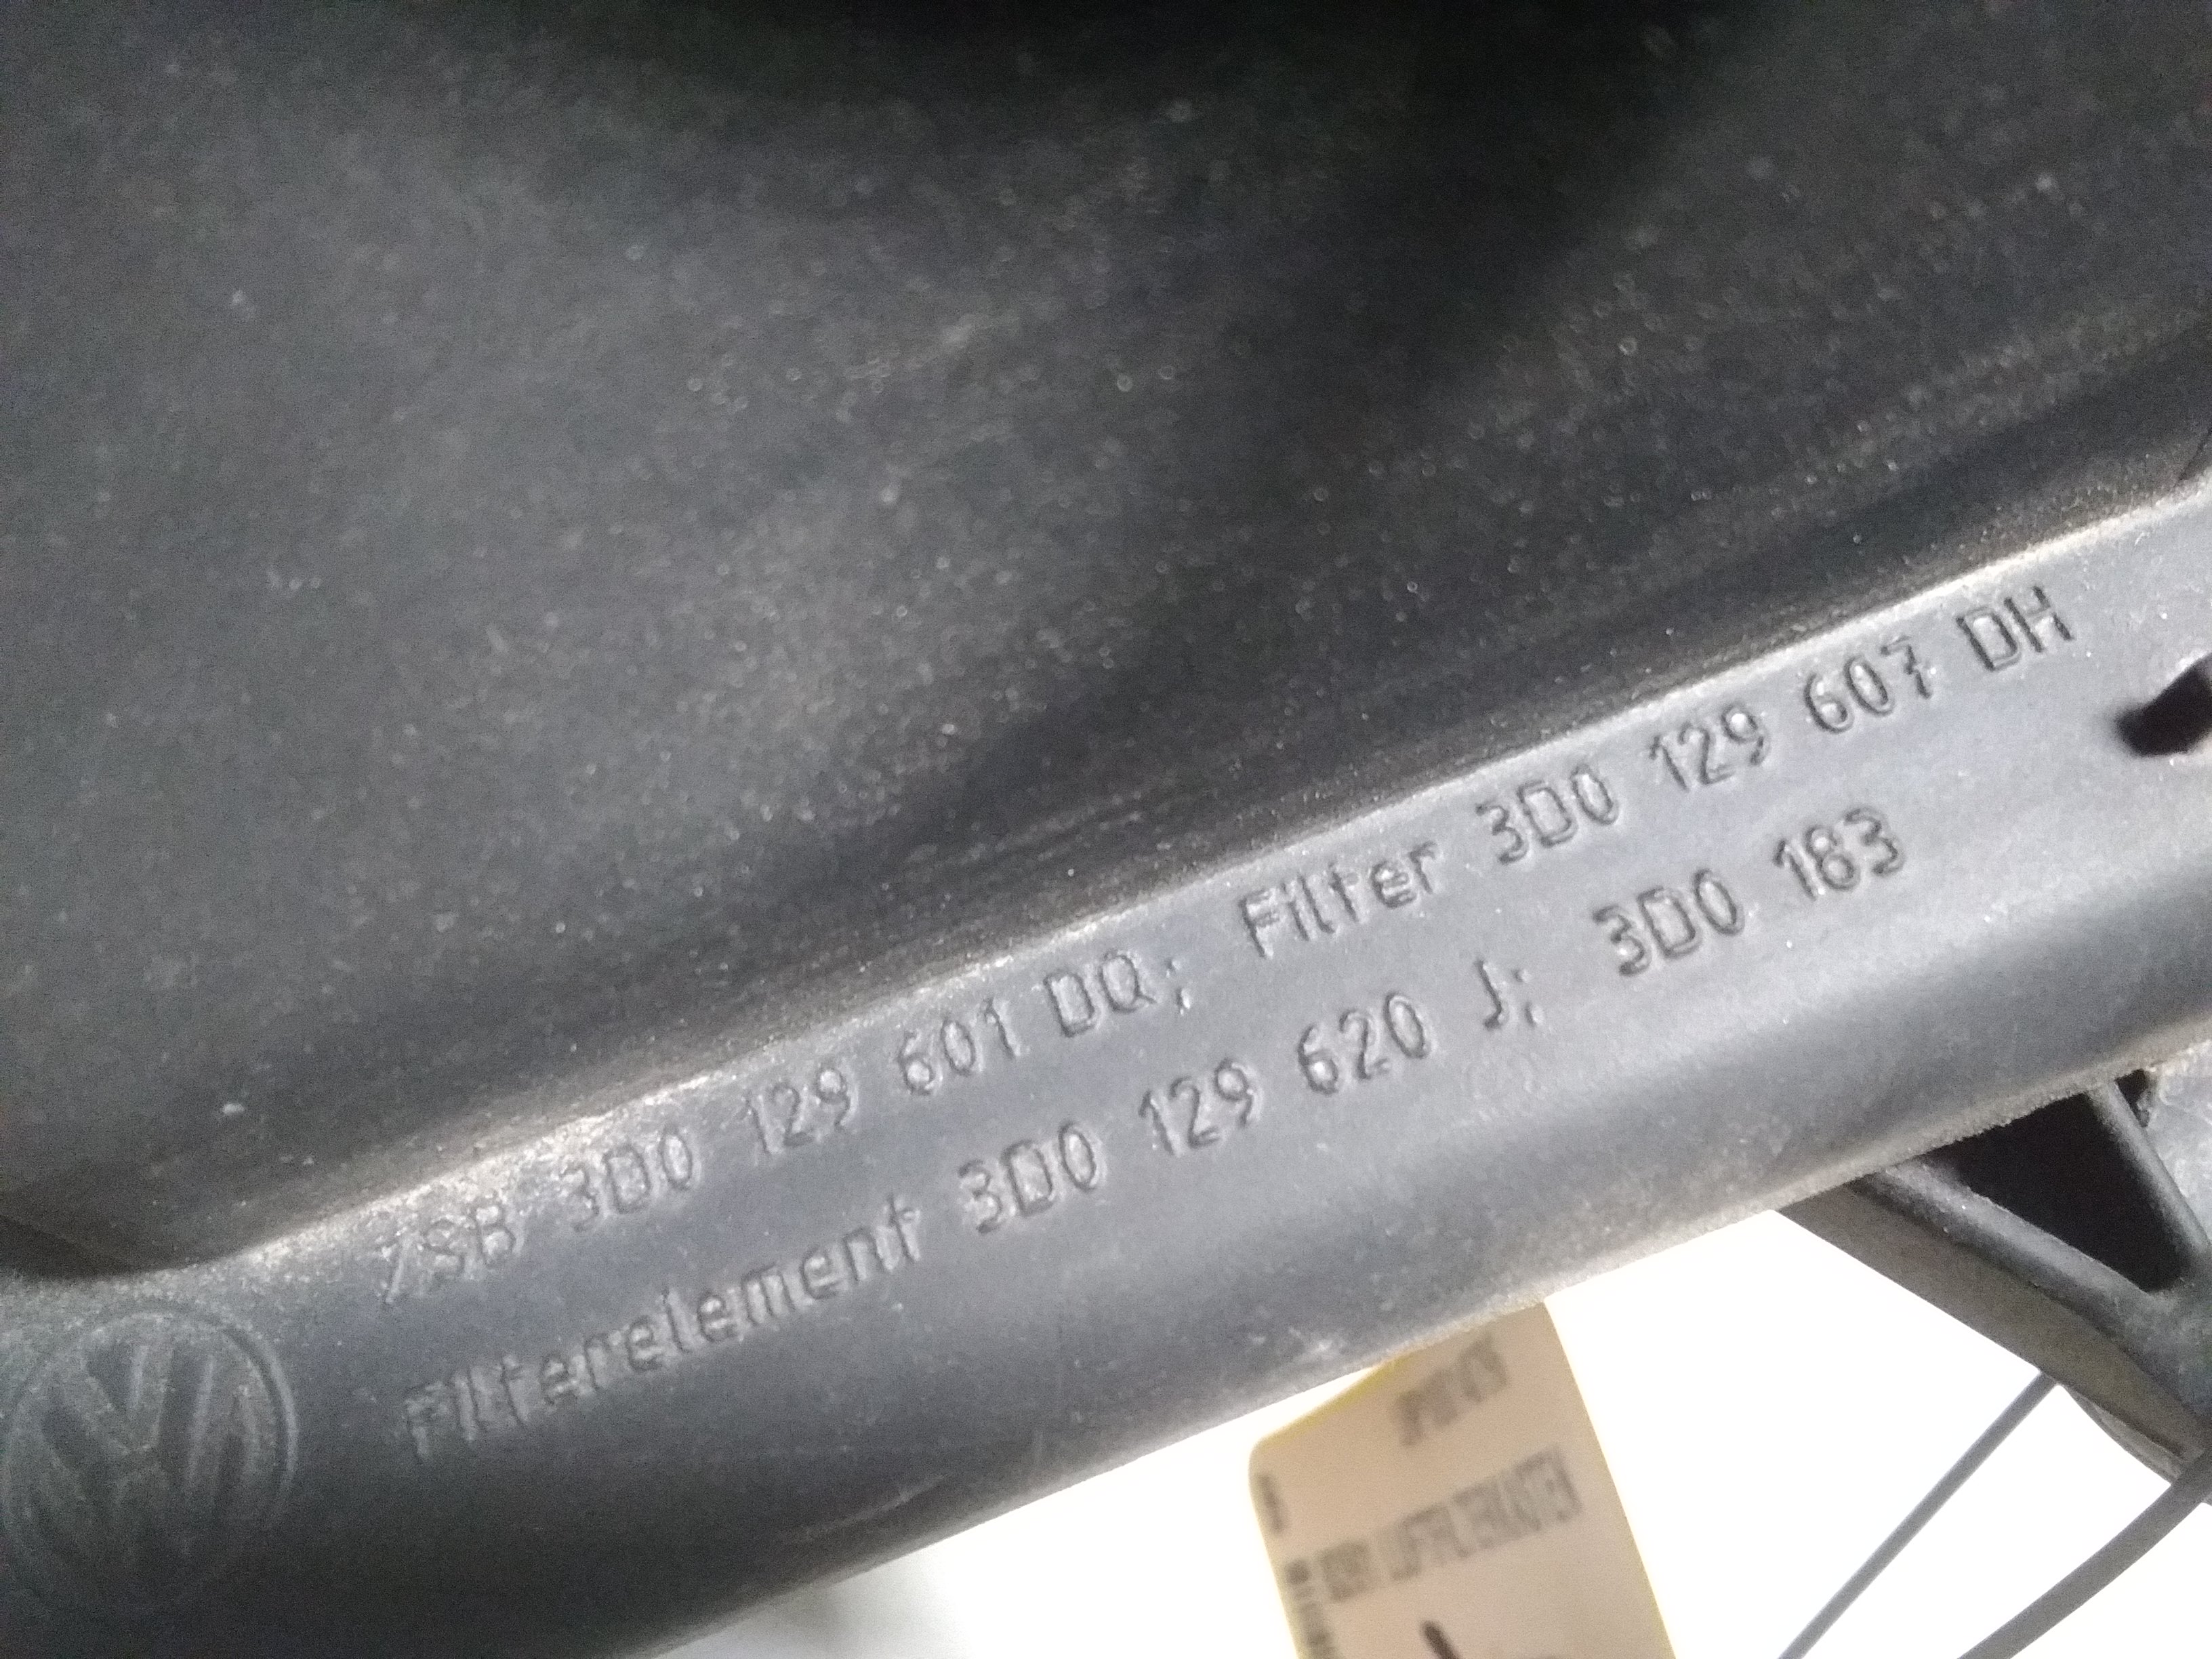 ZSB 3D0 129 601 DQ; Filter 3D0 129 607 DH
Filterelement 3D0 129 620 J; 3D0 183